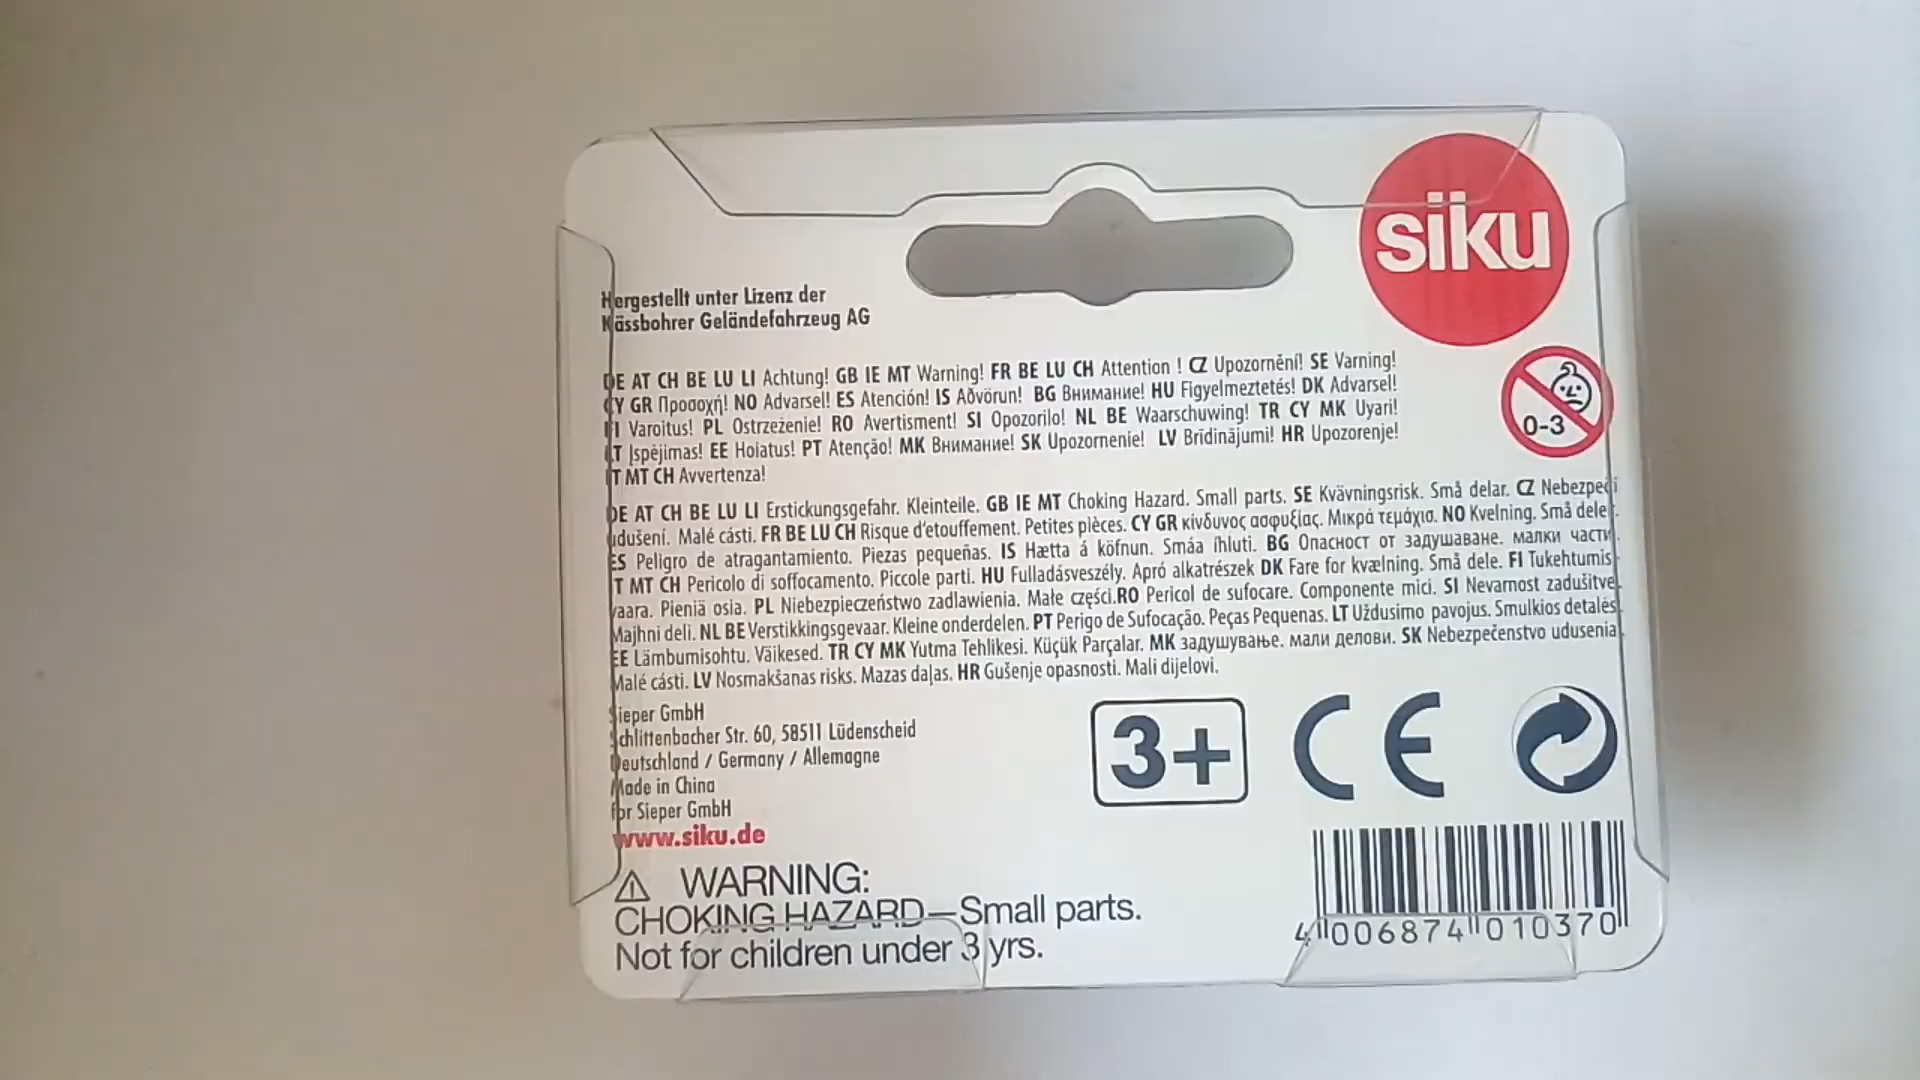 siku
Hergestellt unter Lizenz der
Kässbohrer Geländefahrzeug AG
0-3
DE AT CH BE LU LI Achtung! GB IE MT Warning! FR BE LU CH Attention ! CZ Upozornění! SE Varning!
CY GR Προσοχή! NO Advarsel! ES Atención! IS Aðvörun! BG Внимание! HU Figyelmeztetés! DK Advarsel!
FI Varoitus! PL Ostrzeżenie! RO Avertisment! SI Opozorilo! NL BE Waarschuwing! TR CY MK Uyari!
LT Įspėjimas! EE Hoiatus! PT Atenção! MK Внимание! SK Upozornenie! LV Brīdinājumi! HR Upozorenje!
IT MT CH Avvertenza!
DE AT CH BE LU LI Erstickungsgefahr. Kleinteile. GB IE MT Choking Hazard. Small parts. SE Kvävningsrisk. Små delar. CZ Nebezpečí
udušení. Malé cásti. FR BE LU CH Risque d'etouffement. Petites pièces. CY GR κίνδυνος ασφυξίας. Μικρά τεμάχια. NO Kvelning. Små deler.
ES Peligro de atragantamiento. Piezas pequeñas. IS Hætta á köfnun. Smáa íhluti. BG Опасност от задушаване. малки части.
IT MT CH Pericolo di soffocamento. Piccole parti. HU Fulladásveszély. Apró alkatrészek DK Fare for kvælning. Små dele. FI Tukehtumis-
vaara. Pieniä osia. PL Niebezpieczeństwo zadlawienia. Małe części.RO Pericol de sufocare. Componente mici. SI Nevarnost zadušitve.
Majhni deli. NL BE Verstikkingsgevaar. Kleine onderdelen. PT Perigo de Sufocação. Peças Pequenas. LT Uždusimo pavojus. Smulkios detalės.
EE Lämbumisohtu. Väikesed. TR CY MK Yutma Tehlikesi. Küçük Parçalar. MK задушување. мали делови. SK Nebezpečenstvo udusenia.
Malé cásti. LV Nosmakšanas risks. Mazas daļas. HR Gušenje opasnosti. Mali dijelovi.
Sieper GmbH
Schlittenbacher Str. 60, 58511 Lüdenscheid
Deutschland / Germany / Allemagne
Made in China
for Sieper GmbH
www.siku.de
3+ CE
WARNING:
CHOKING HAZARD—Small parts.
Not for children under 3 yrs.
4 006874 010370